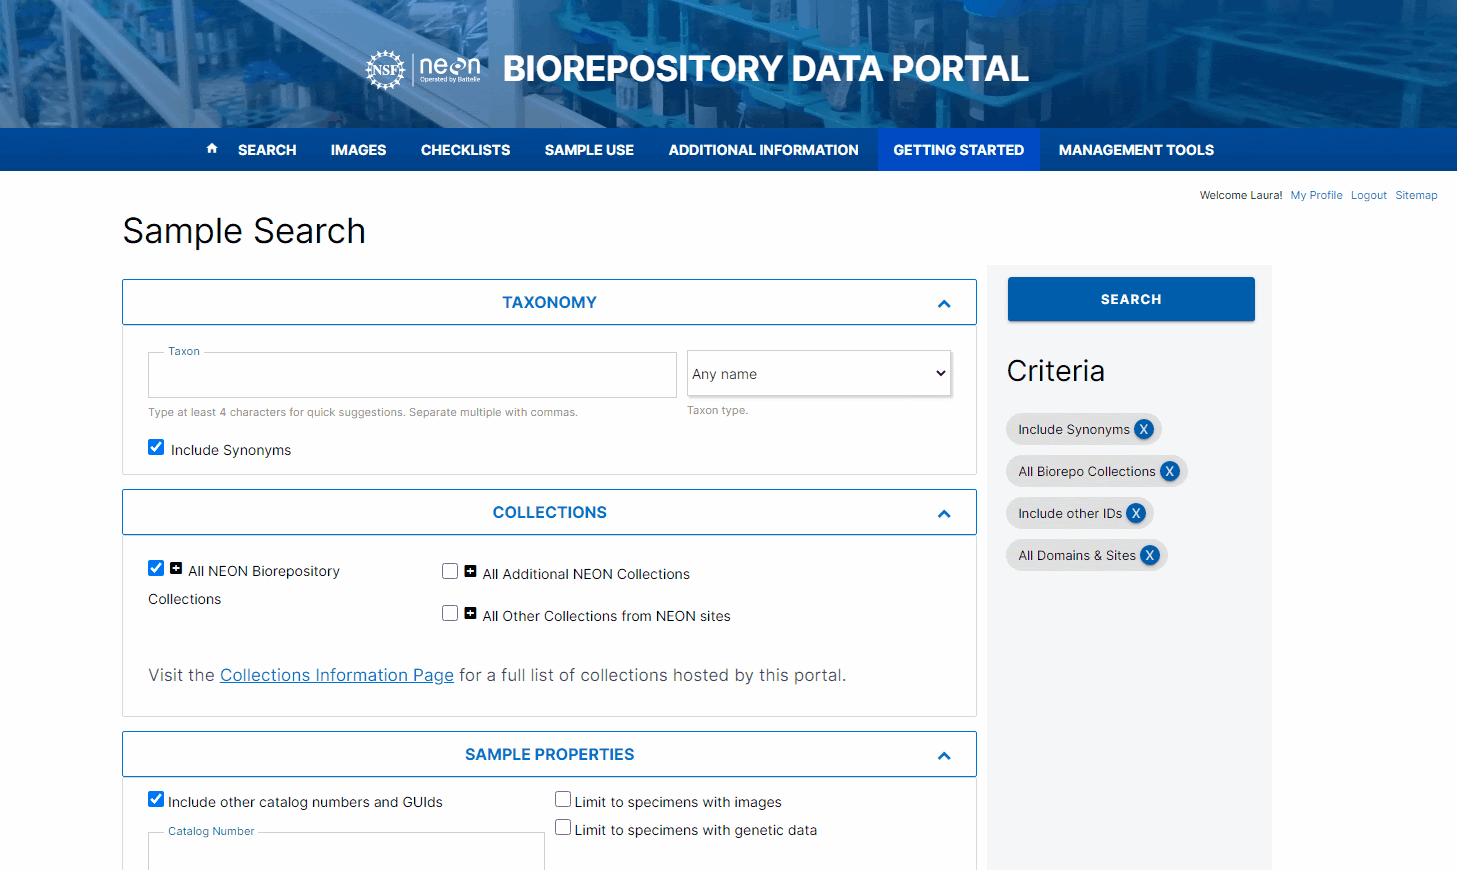 NSF
neon
Operated by Battelle
BIOREPOSITORY DATA PORTAL
SEARCH IMAGES CHECKLISTS SAMPLE USE ADDITIONAL INFORMATION GETTING STARTED MANAGEMENT TOOLS
Welcome Laura! My Profile Logout Sitemap
Sample Search
TAXONOMY
Taxon
Any name
Type at least 4 characters for quick suggestions. Separate multiple with commas.
Taxon type.
Include Synonyms
COLLECTIONS
All NEON Biorepository
Collections
All Additional NEON Collections
All Other Collections from NEON sites
Visit the Collections Information Page for a full list of collections hosted by this portal.
SAMPLE PROPERTIES
Include other catalog numbers and GUIds
Catalog Number
Limit to specimens with images
Limit to specimens with genetic data
SEARCH
Criteria
Include Synonyms X
All Biorepo Collections X
Include other IDs X
All Domains & Sites X